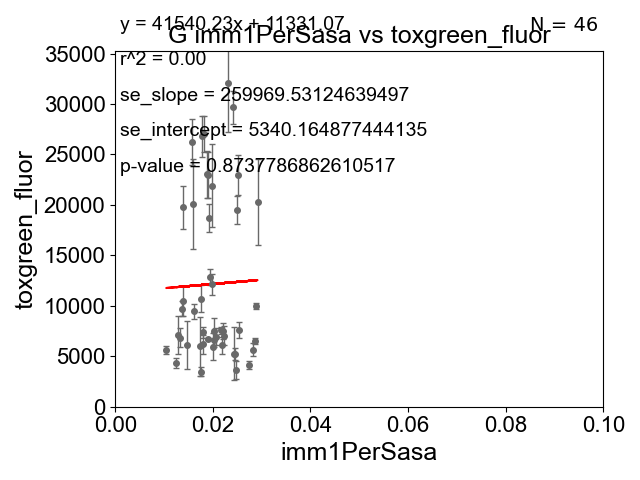 y = 41540.23x + 11331.07
N = 46
G imm1PerSasa vs toxgreen_fluor
r^2 = 0.00
se_slope = 259969.53124639497
se_intercept = 5340.164877444135
p-value = 0.8737786862610517
toxgreen_fluor
35000
30000
25000
20000
15000
10000
5000
0
0.00 0.02 0.04 0.06 0.08 0.10
imm1PerSasa